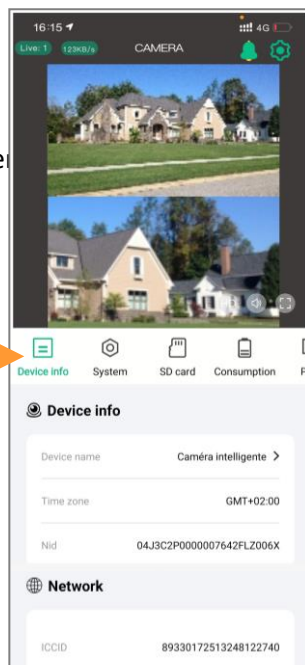 16:15
4G
Live: 1 123KB/s CAMERA
Device info System SD card Consumption
Device info
Device name Caméra intelligente >
Time zone GMT+02:00
Nid 04J3C2P0000007642FLZ006X
Network
ICCID 89330172513248122740